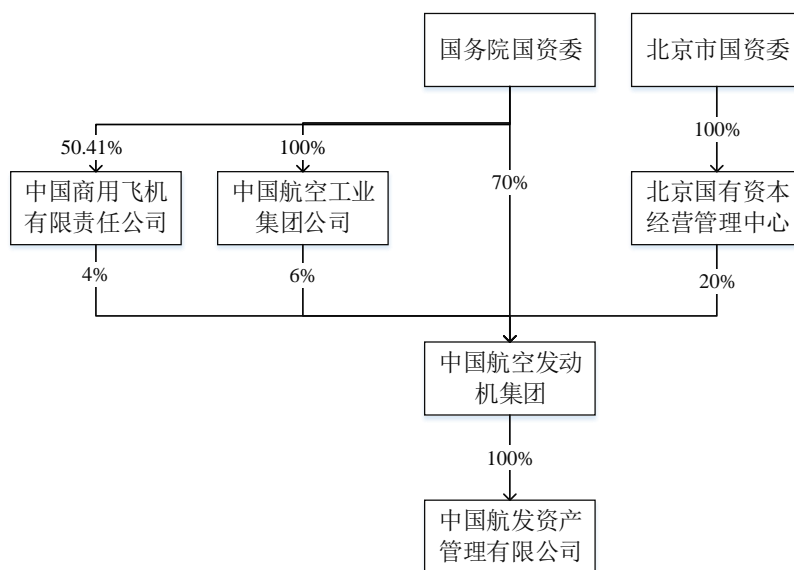 国务院国资委
北京市国资委
50.41%
100%
100%
中国商用飞机
有限责任公司
中国航空工业
集团公司
70%
北京国有资本
经营管理中心
4%
6%
20%
中国航空发动
机集团
100%
中国航发资产
管理有限公司